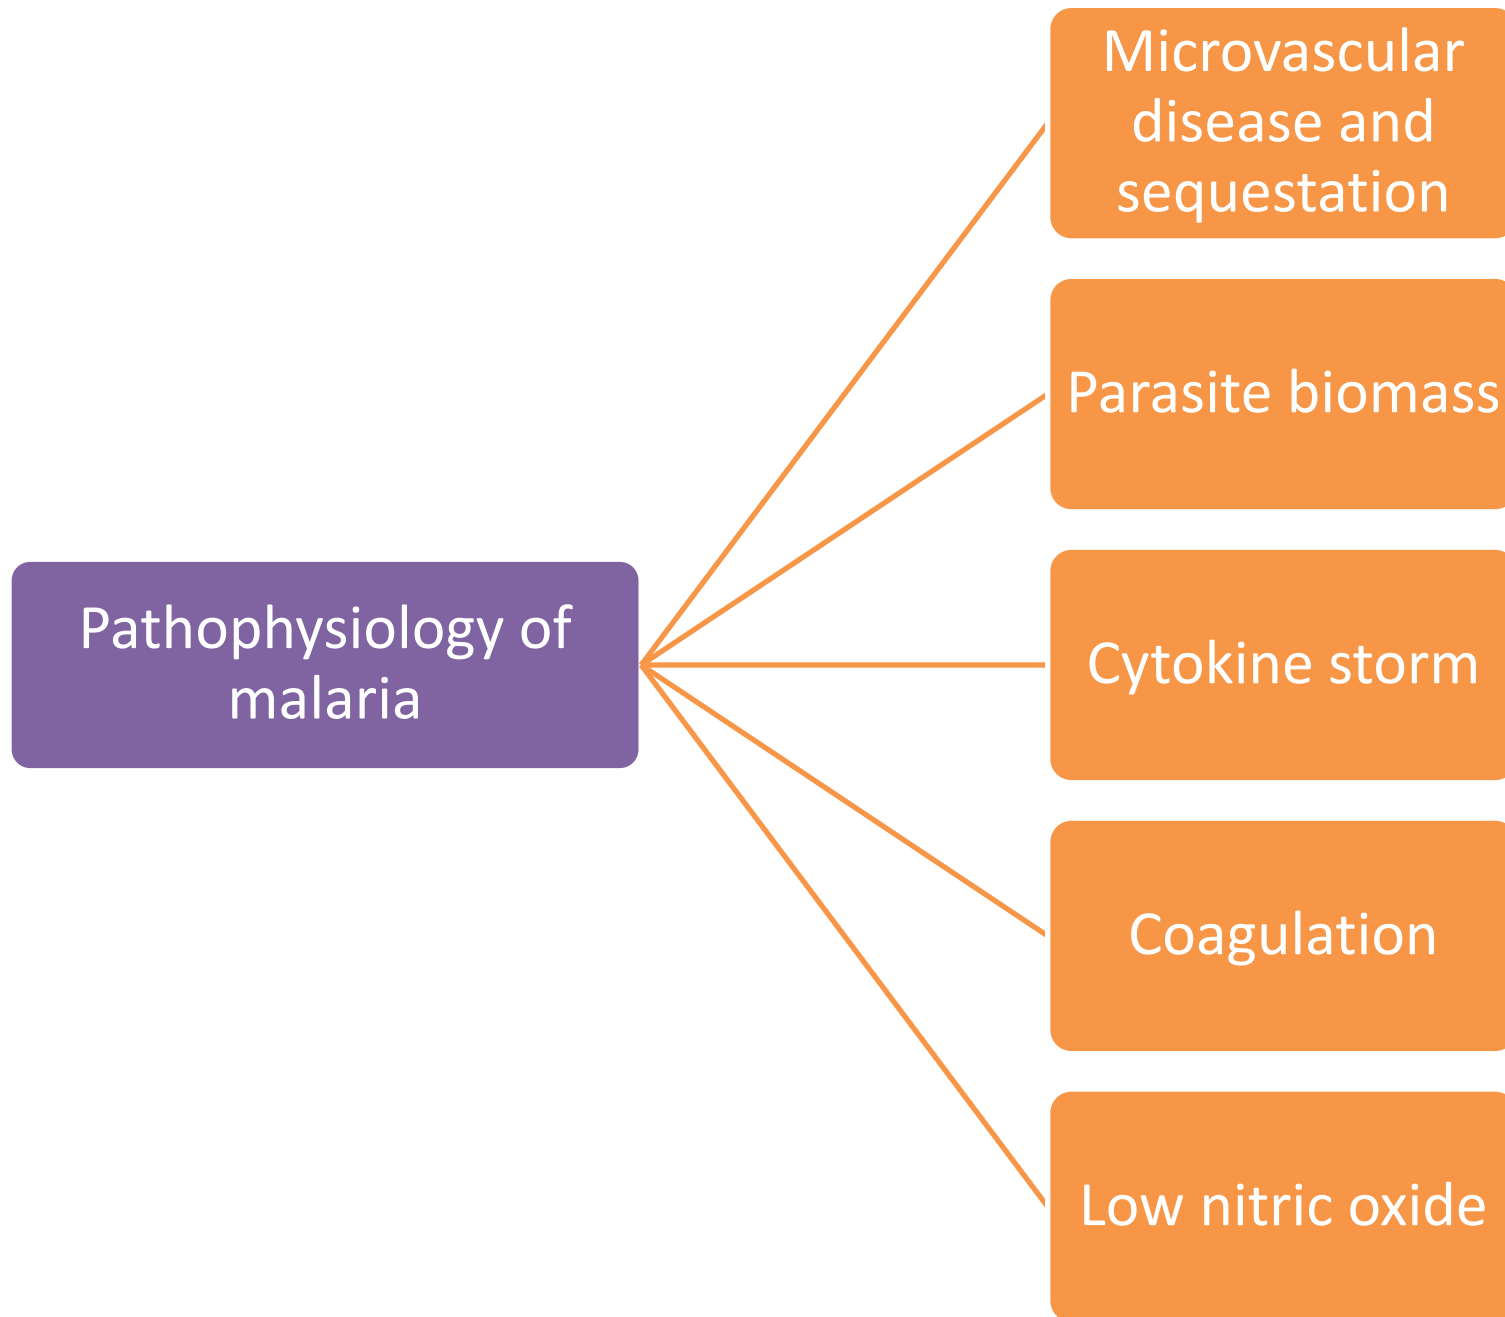 Microvascular
disease and
sequestation
Parasite biomass
Pathophysiology of
malaria
Cytokine storm
Coagulation
Low nitric oxide